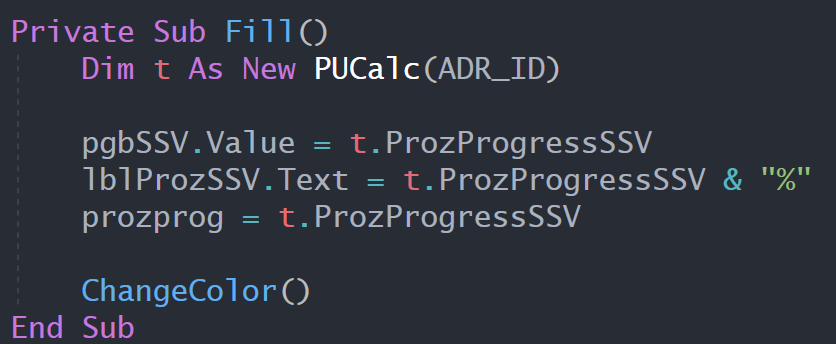 Private Sub Fill()
    Dim t As New PUCalc(ADR_ID)

    pgbSSV.Value = t.ProzProgressSSV
    lblProzSSV.Text = t.ProzProgressSSV & "%"
    prozprog = t.ProzProgressSSV

    ChangeColor()
End Sub